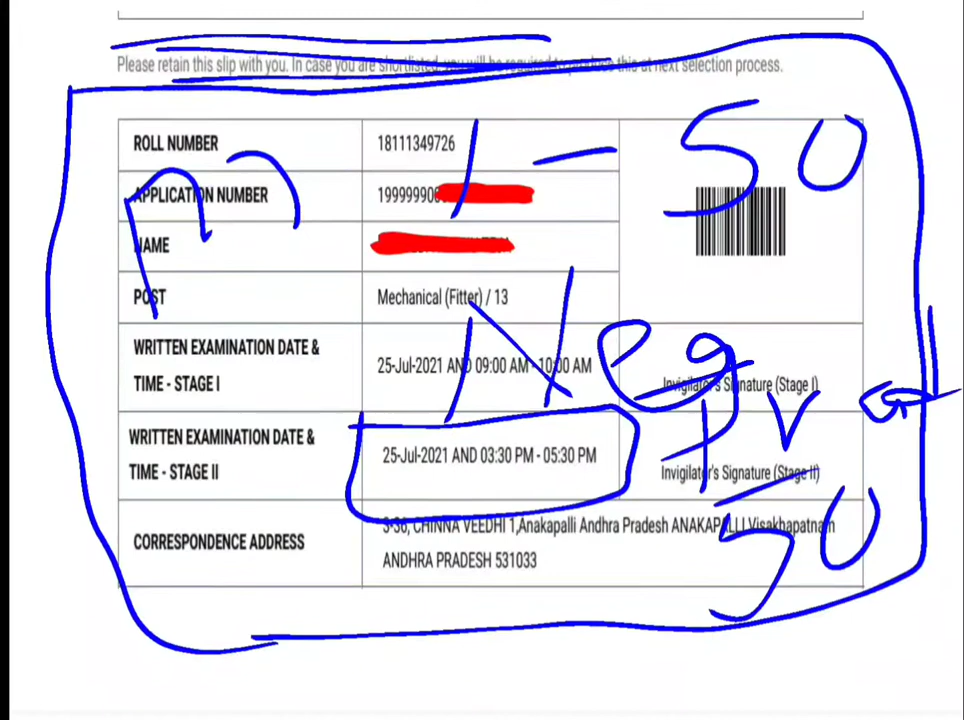 Please retain this slip with you. In case you are shortlisted, you will be required to produce this at next selection process.
ROLL NUMBER 18111349726
1 - 50
APPLICATION NUMBER 199999900
NAME
POST Mechanical (Fitter) / 13
Neg
WRITTEN EXAMINATION DATE & TIME - STAGE I 25-Jul-2021 AND 09:00 AM - 10:00 AM Invigilator's Signature (Stage I)
WRITTEN EXAMINATION DATE & TIME - STAGE II 25-Jul-2021 AND 03:30 PM - 05:30 PM Invigilator's Signature (Stage II)
50
CORRESPONDENCE ADDRESS 3-36, CHINNA VEEDHI 1,Anakapalli Andhra Pradesh ANAKAPALLI Visakhapatnam
ANDHRA PRADESH 531033